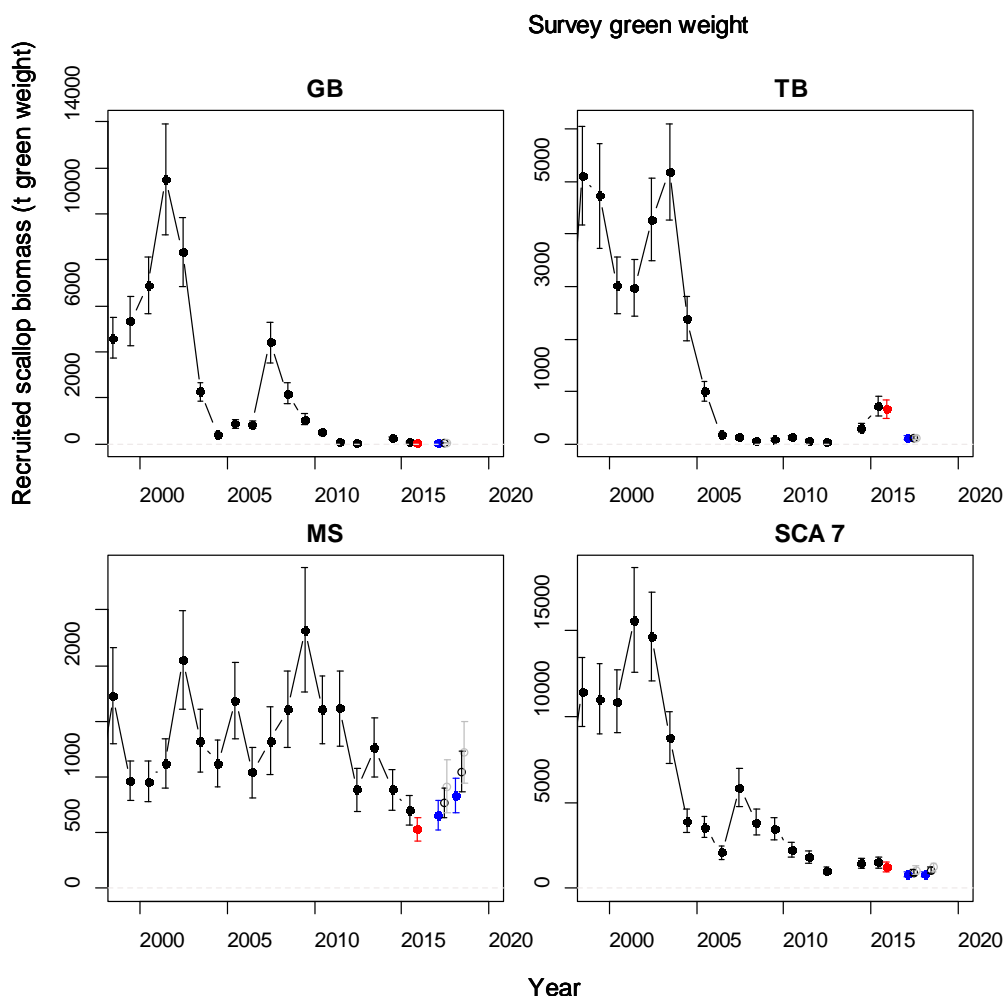 Survey green weight
Recruited scallop biomass (t green weight)
GB
0 2000 6000 10000 14000
2000 2005 2010 2015 2020
TB
0 1000 3000 5000
2000 2005 2010 2015 2020
MS
0 500 1000 2000
2000 2005 2010 2015 2020
SCA 7
0 5000 10000 15000
2000 2005 2010 2015 2020
Year